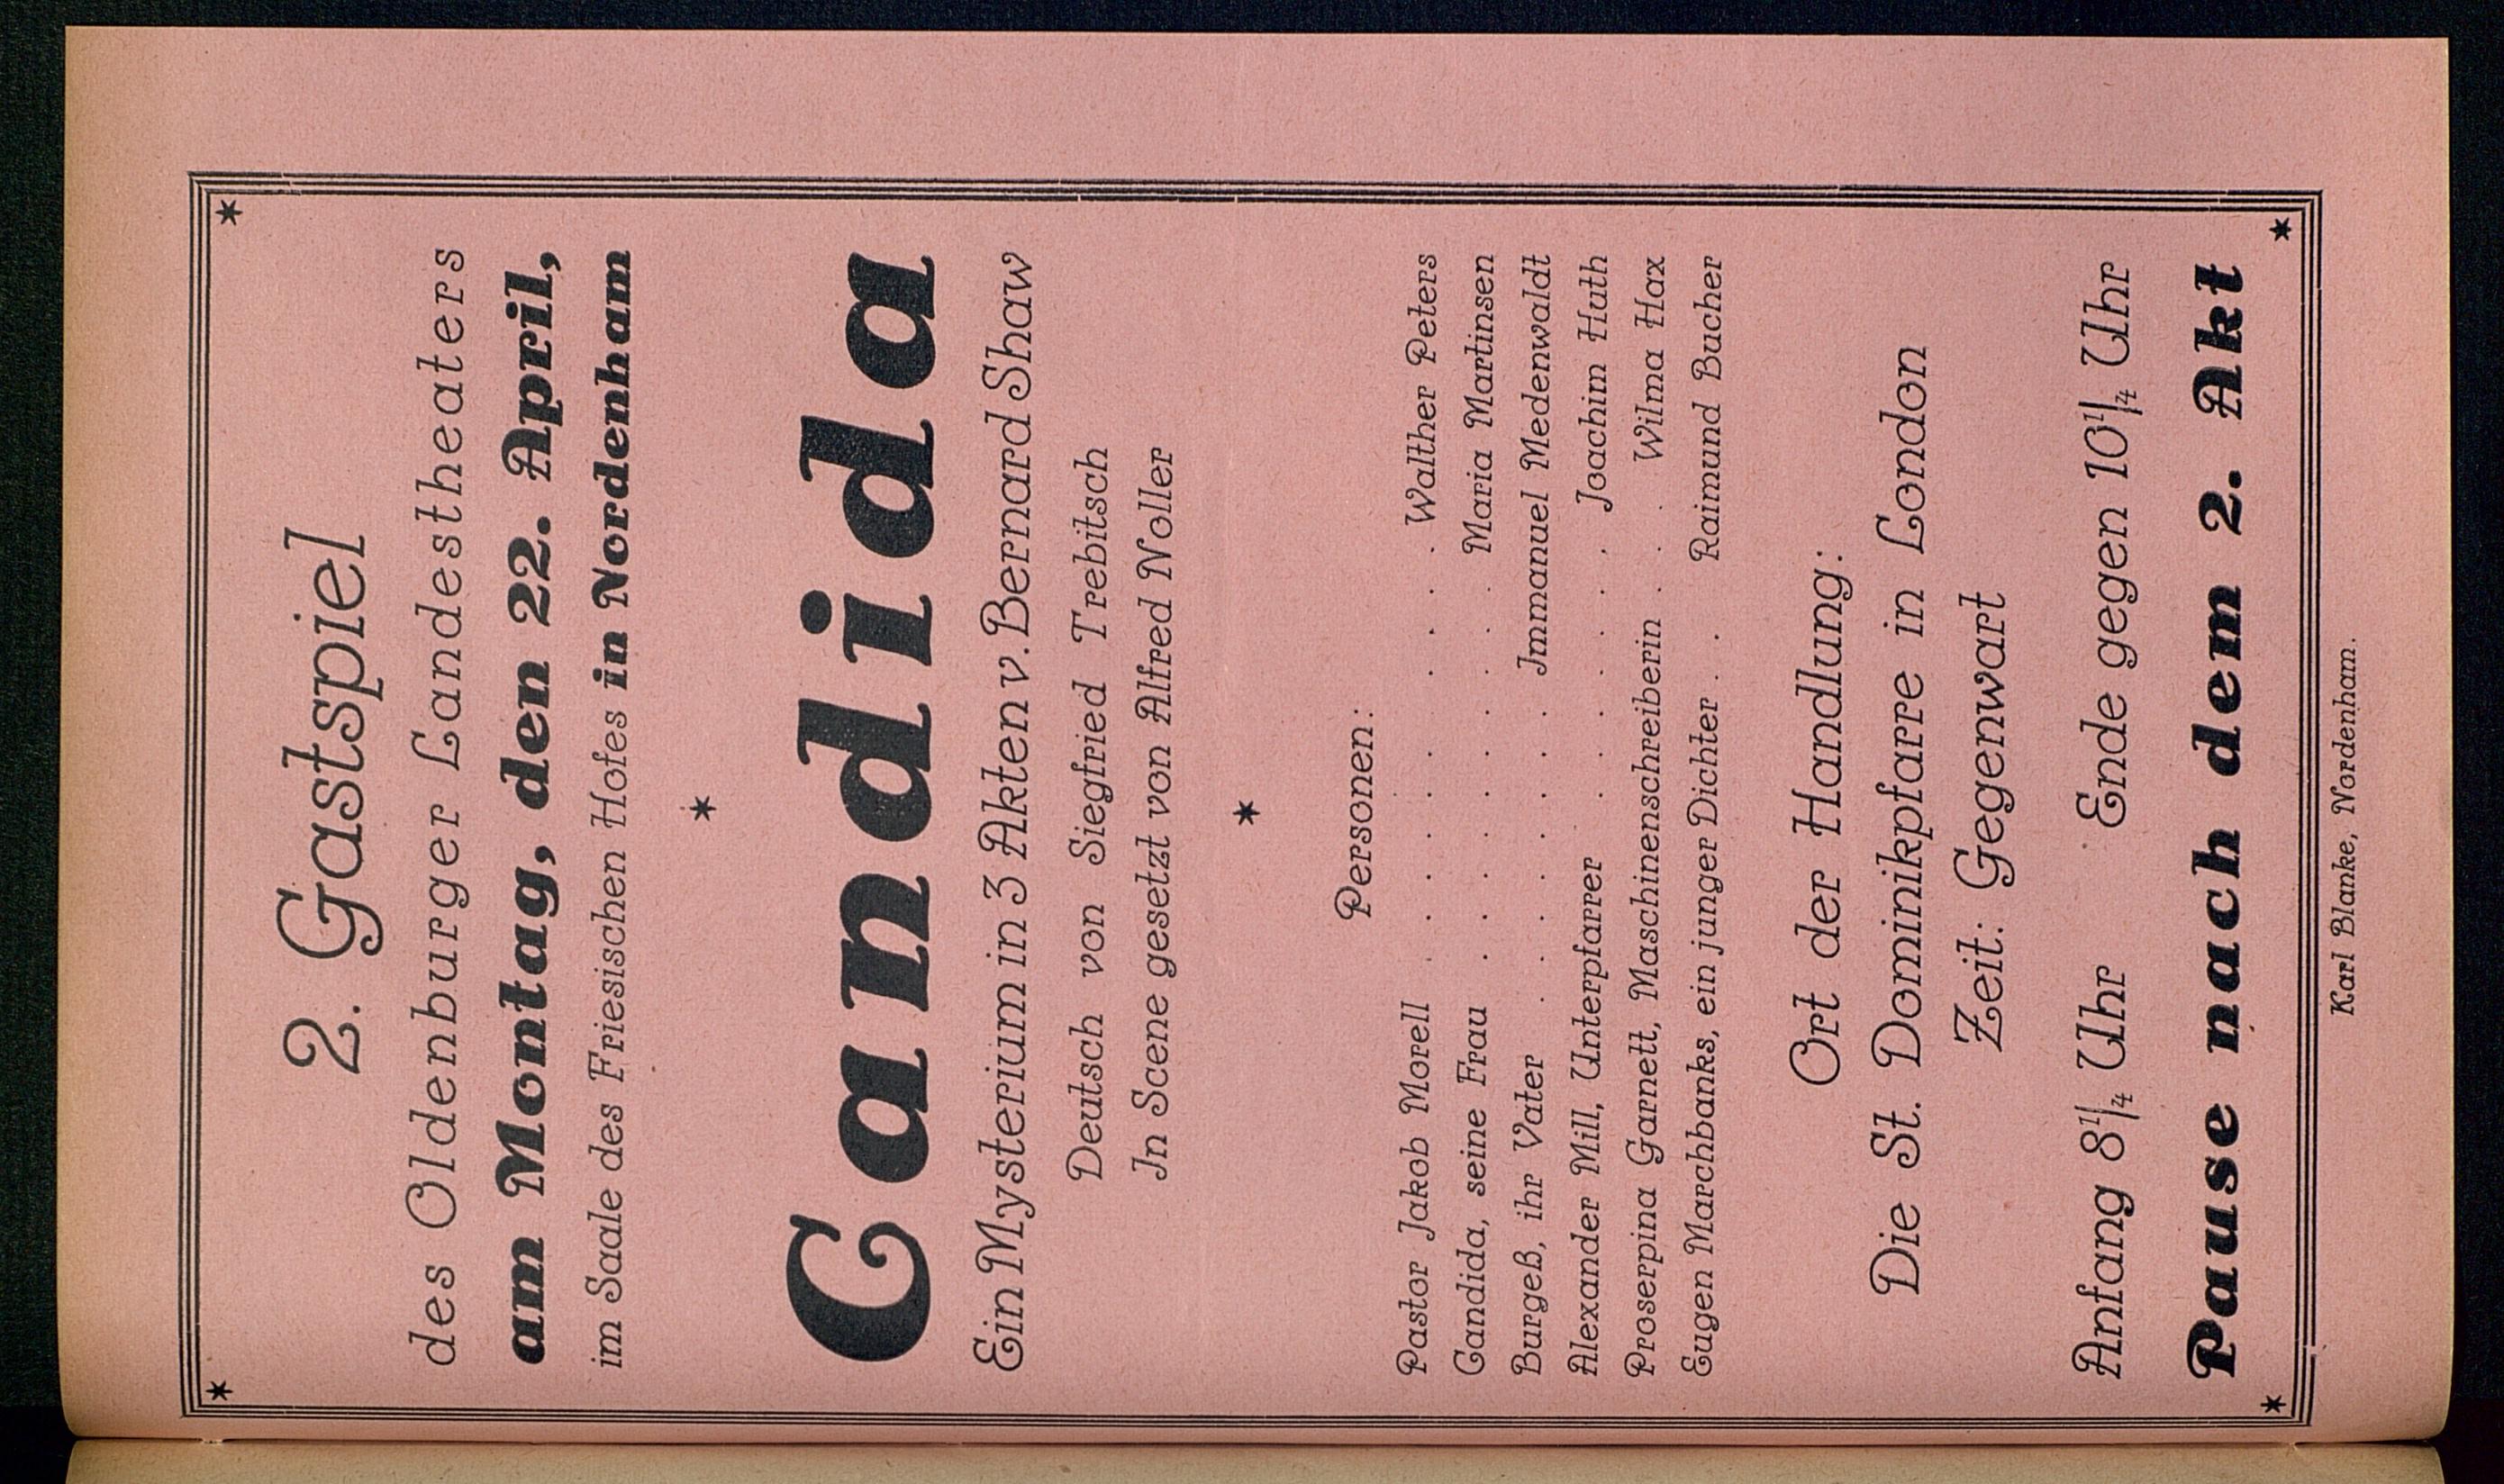 2. Gastspiel
des Oldenburger Landestheaters
am Montag, den 22. April,
im Saale des Friesischen Hofes in Nordenham
*
Candida
Ein Mysterium in 3 Akten v. Bernard Shaw
Deutsch von Siegfried Trebitsch
In Scene gesetzt von Alfred Noller
*
Personen:
Pastor Jakob Morell . . . . . . . . Walther Peters
Candida, seine Frau . . . . . . . Maria Martinsen
Burgeß, ihr Vater . . . . . . Immanuel Medenwaldt
Alexander Mill, Unterpfarrer . . . . . Joachim Huth
Proserpina Garnett, Maschinenschreiberin . . . Wilma Hax
Eugen Marchbanks, ein junger Dichter . . Raimund Bucher
Ort der Handlung:
Die St. Dominikpfarre in London
Zeit: Gegenwart
Anfang 8¼ Uhr Ende gegen 10¼ Uhr
Pause nach dem 2. Akt
Karl Blanke, Nordenham.